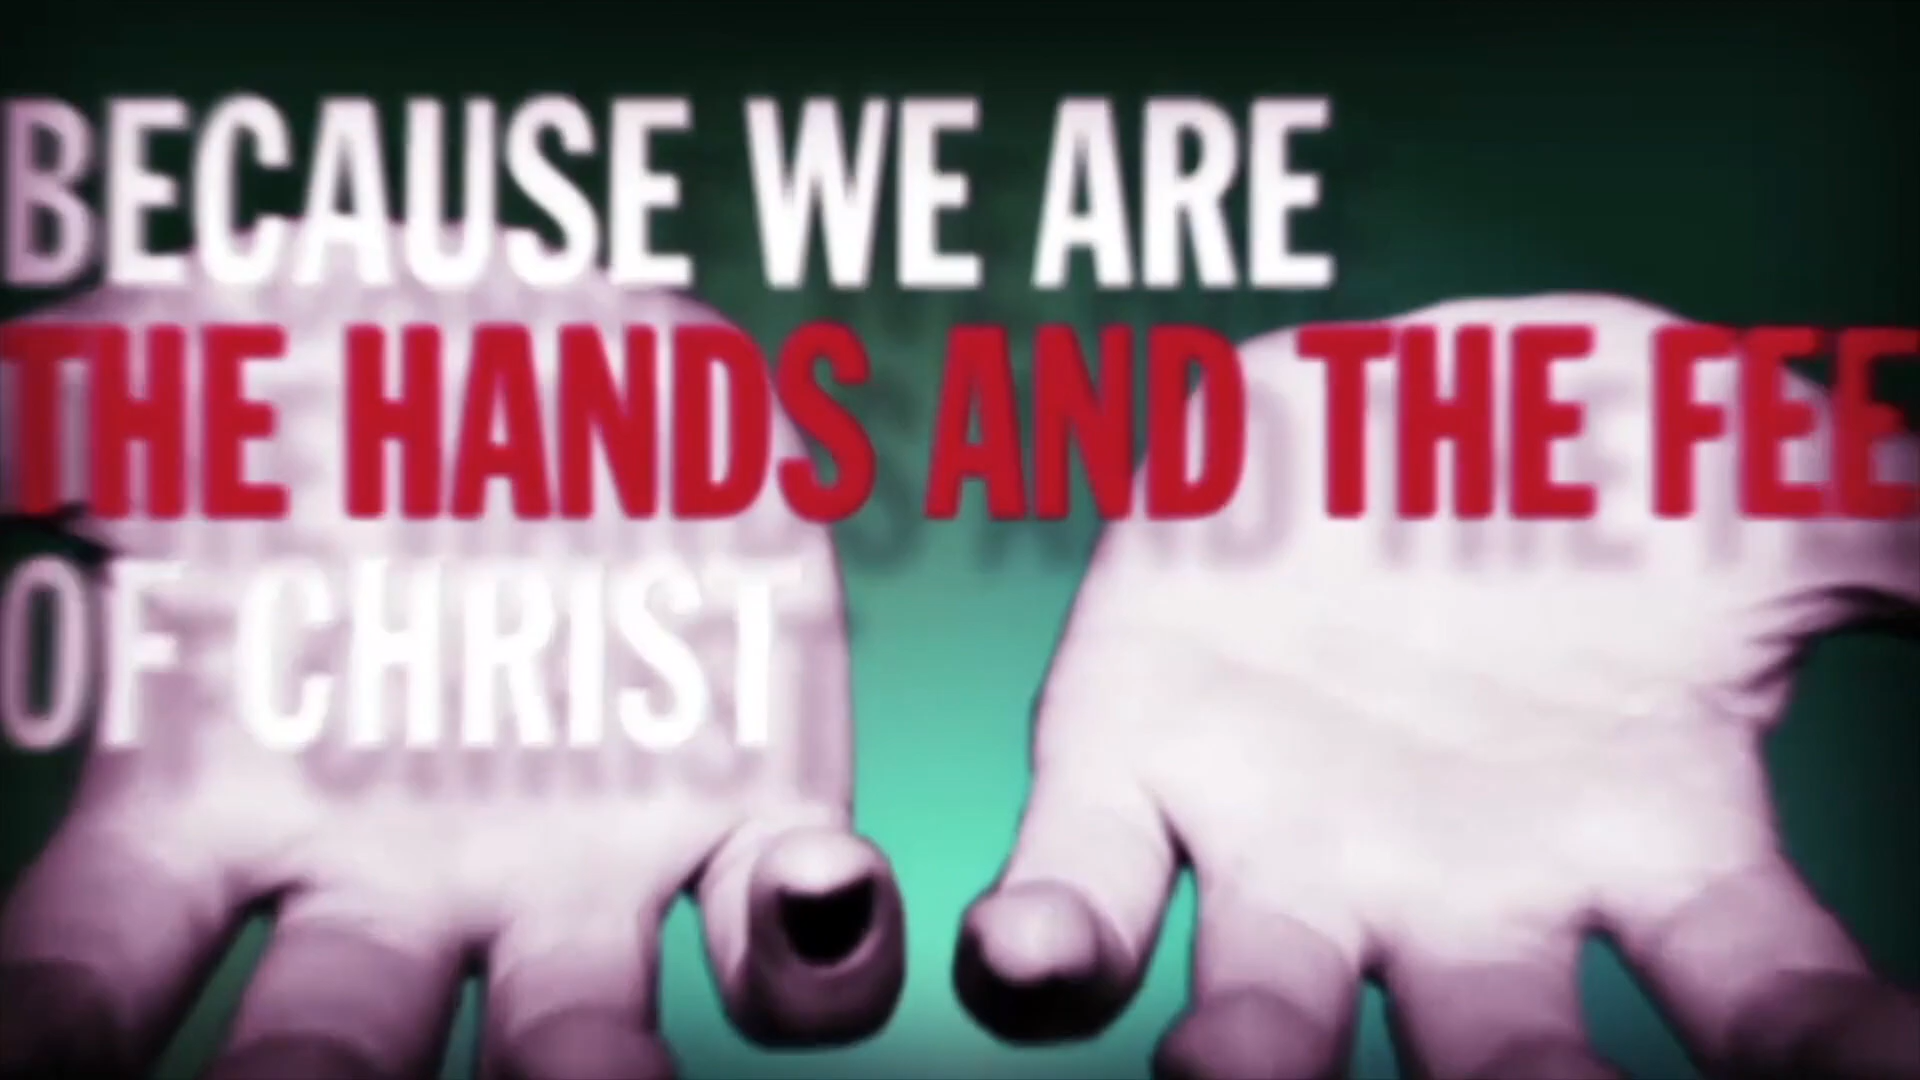 BECAUSE WE ARE
THE HANDS AND THE FEE
OF CHRIST